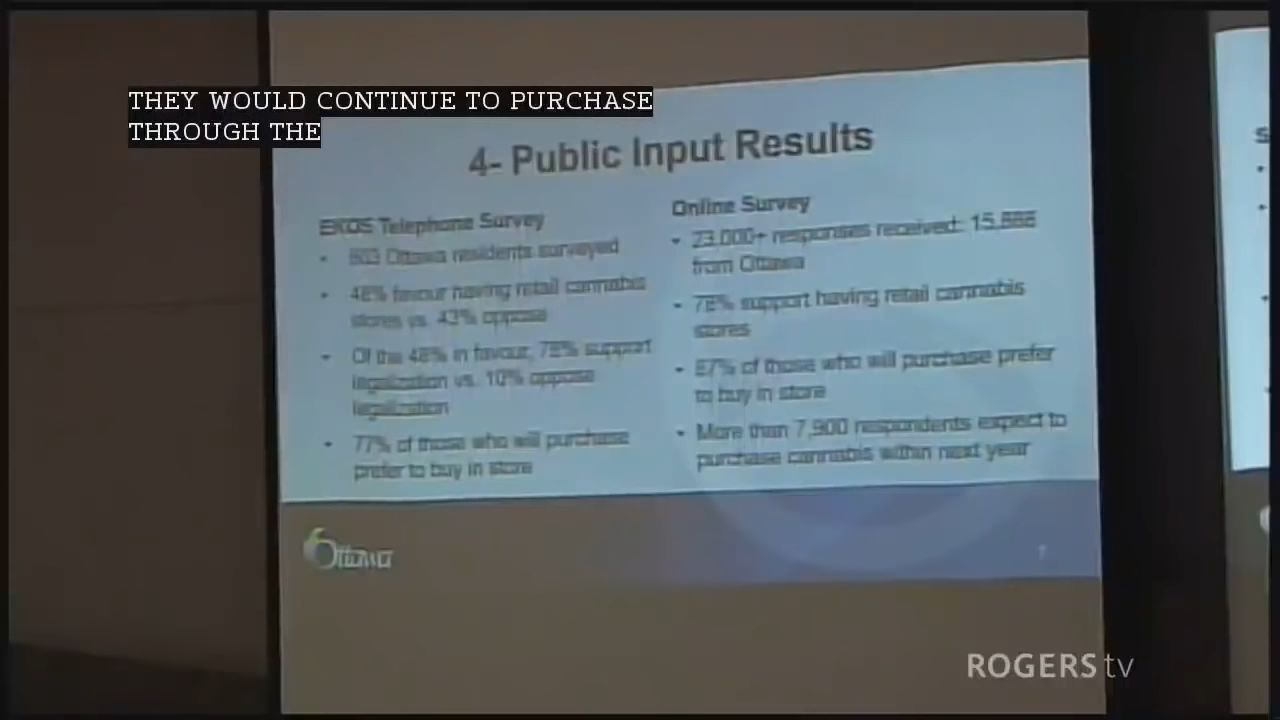 THEY WOULD CONTINUE TO PURCHASE
THROUGH THE
4- Public Input Results
EKOS Telephone Survey
Ottawa residents surveyed
48% favour having retail cannabis
stores vs. 43% oppose
Of the 48% in favour, 78% support
legalization vs. 10% oppose
legalization
77% of those who will purchase
prefer to buy in store
Online Survey
23,000+ responses received:
from Ottawa
78% support having retail cannabis
stores
87% of those who will purchase prefer
to buy in store
More than 7,900 respondents expect to
purchase cannabis within next year
Ottawa
7
ROGERS tv
S